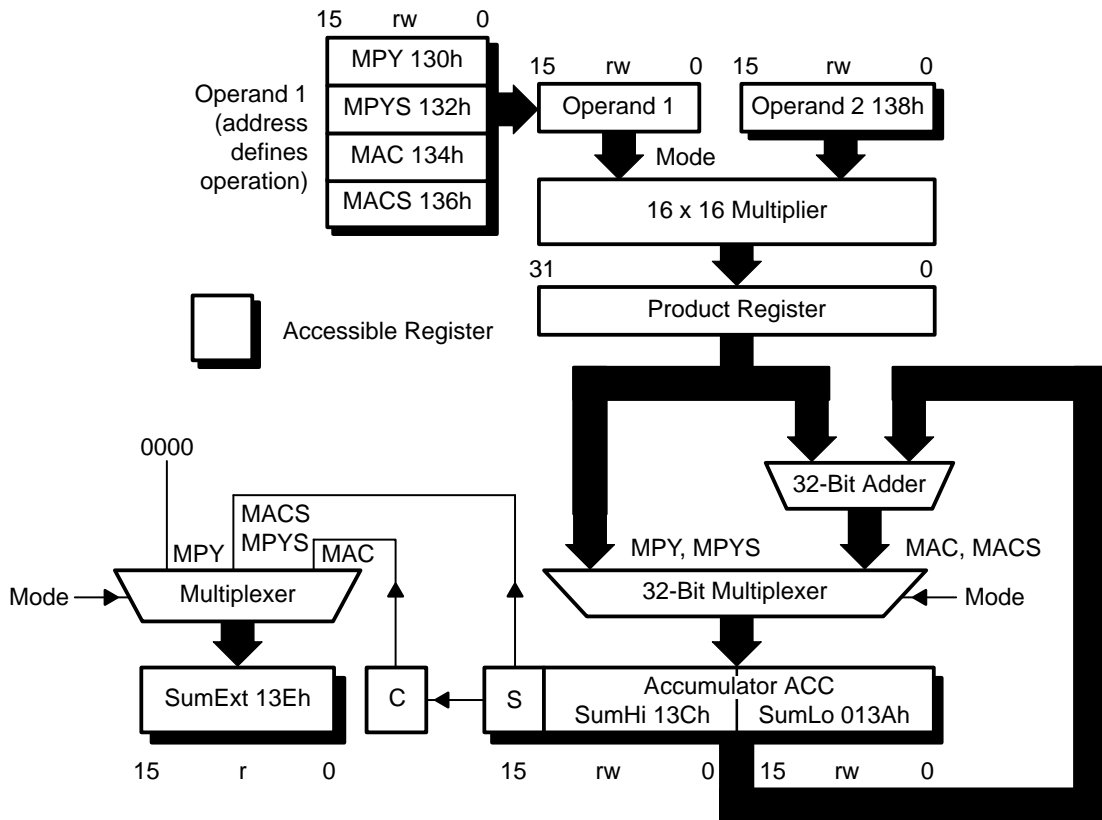 15 rw 0
MPY 130h
MPYS 132h
MAC 134h
MACS 136h
Operand 1
(address
defines
operation)
15 rw 0
Operand 1
15 rw 0
Operand 2 138h
Mode
16 x 16 Multiplier
31 0
Product Register
Accessible Register
32-Bit Adder
0000
MACS
MPY MPYS MAC
MPY, MPYS
MAC, MACS
Mode
Multiplexer
32-Bit Multiplexer
Mode
SumExt 13Eh
C
S
Accumulator ACC
SumHi 13Ch SumLo 013Ah
15 r 0
15 rw 0
15 rw 0